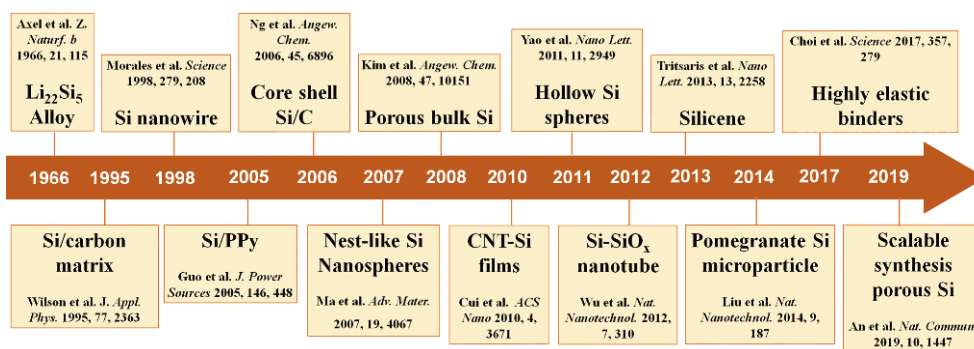 Axel et al. Z.
Naturf. b
1966, 21, 115
Li22Si5
Alloy
Morales et al. Science
1998, 279, 208
Si nanowire
Ng et al. Angew.
Chem.
2006, 45, 6896
Core shell
Si/C
Kim et al. Angew. Chem.
2008, 47, 10151
Porous bulk Si
Yao et al. Nano Lett.
2011, 11, 2949
Hollow Si
spheres
Tritsaris et al. Nano
Lett. 2013, 13, 2258
Silicene
Choi et al. Science 2017, 357,
279
Highly elastic
binders
1966 1995 1998 2005 2006 2007 2008 2010 2011 2012 2013 2014 2017 2019
Si/carbon
matrix
Wilson et al. J. Appl.
Phys. 1995, 77, 2363
Si/PPy
Guo et al. J. Power
Sources 2005, 146, 448
Nest-like Si
Nanospheres
Ma et al. Adv. Mater.
2007, 19, 4067
CNT-Si
films
Cui et al. ACS
Nano 2010, 4,
3671
Si-SiOx
nanotube
Wu et al. Nat.
Nanotechnol. 2012,
7, 310
Pomegranate Si
microparticle
Liu et al. Nat.
Nanotechnol. 2014, 9,
187
Scalable
synthesis
porous Si
An et al. Nat. Commun
2019, 10, 1447